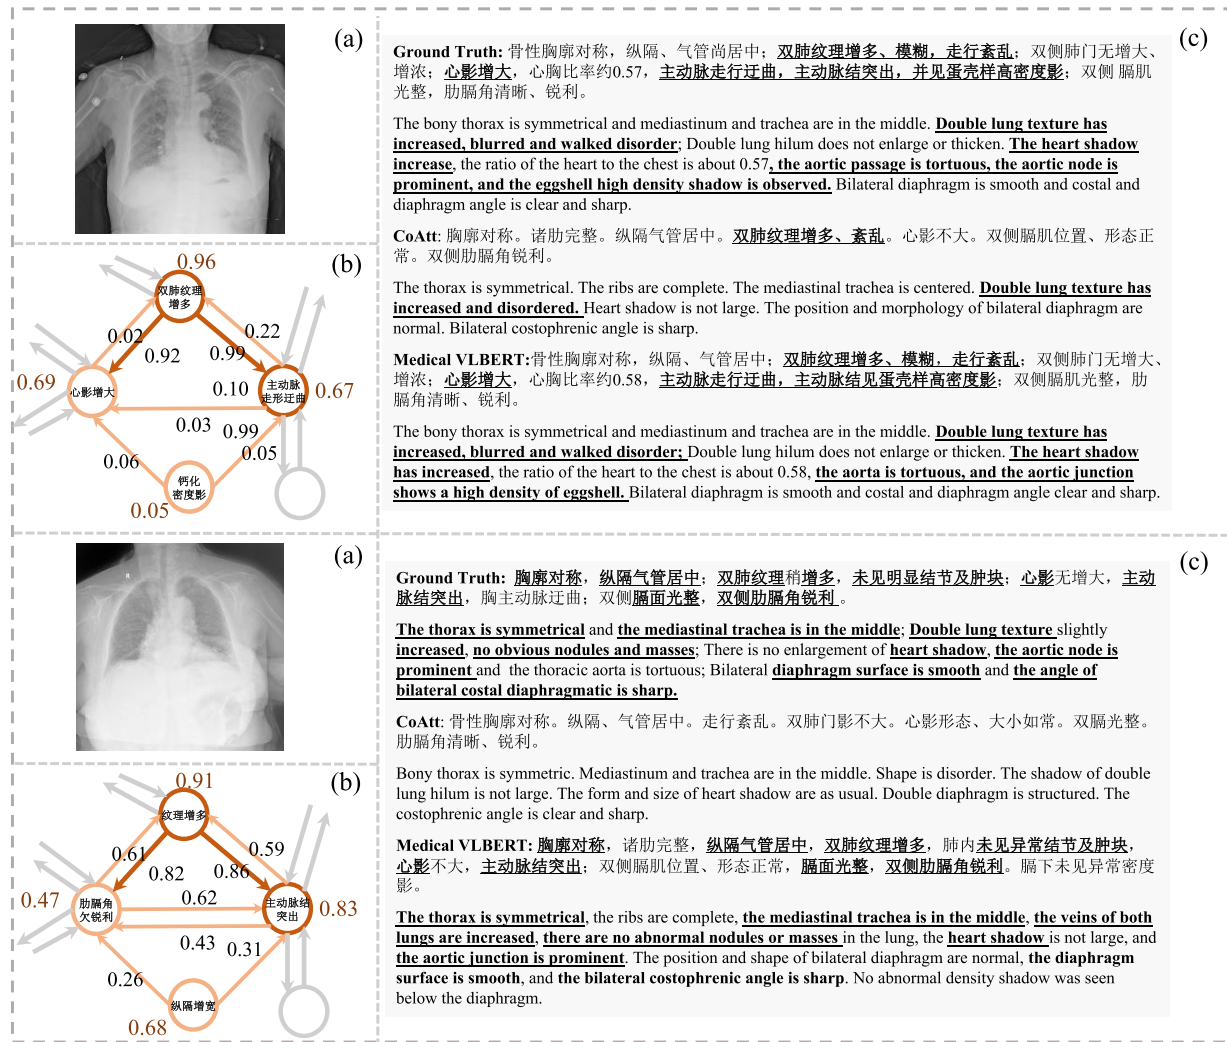 (a)
(b)
0.96
双肺纹理
增多
0.02
0.92
0.99
0.22
0.69
心影增大
0.10
主动脉
走形迂曲
0.67
0.03
0.99
0.06
0.05
钙化
密度影
0.05
(c)
Ground Truth: 骨性胸廓对称，纵隔、气管尚居中；双肺纹理增多、模糊，走行紊乱；双侧肺门无增大、
增浓；心影增大，心胸比率约0.57，主动脉走行迂曲，主动脉结突出，并见蛋壳样高密度影；双侧 膈肌
光整，肋膈角清晰、锐利。
The bony thorax is symmetrical and mediastinum and trachea are in the middle. Double lung texture has
increased, blurred and walked disorder; Double lung hilum does not enlarge or thicken. The heart shadow
increase, the ratio of the heart to the chest is about 0.57, the aortic passage is tortuous, the aortic node is
prominent, and the eggshell high density shadow is observed. Bilateral diaphragm is smooth and costal and
diaphragm angle is clear and sharp.
CoAtt: 胸廓对称。诸肋完整。纵隔气管居中。双肺纹理增多、紊乱。心影不大。双侧膈肌位置、形态正
常。双侧肋膈角锐利。
The thorax is symmetrical. The ribs are complete. The mediastinal trachea is centered. Double lung texture has
increased and disordered. Heart shadow is not large. The position and morphology of bilateral diaphragm are
normal. Bilateral costophrenic angle is sharp.
Medical VLBERT:骨性胸廓对称，纵隔、气管居中；双肺纹理增多、模糊，走行紊乱；双侧肺门无增大、
增浓；心影增大，心胸比率约0.58，主动脉走行迂曲，主动脉结见蛋壳样高密度影；双侧膈肌光整，肋
膈角清晰、锐利。
The bony thorax is symmetrical and mediastinum and trachea are in the middle. Double lung texture has
increased, blurred and walked disorder; Double lung hilum does not enlarge or thicken. The heart shadow
has increased, the ratio of the heart to the chest is about 0.58, the aorta is tortuous, and the aortic junction
shows a high density of eggshell. Bilateral diaphragm is smooth and costal and diaphragm angle clear and sharp.
(a)
(b)
0.91
纹理增多
0.61
0.82
0.86
0.59
0.47
肋膈角
欠锐利
0.62
主动脉结
突出
0.83
0.43
0.31
0.26
纵隔增宽
0.68
(c)
Ground Truth: 胸廓对称，纵隔气管居中；双肺纹理稍增多，未见明显结节及肿块；心影无增大，主动
脉结突出，胸主动脉迂曲；双侧膈面光整，双侧肋膈角锐利 。
The thorax is symmetrical and the mediastinal trachea is in the middle; Double lung texture slightly
increased, no obvious nodules and masses; There is no enlargement of heart shadow, the aortic node is
prominent and the thoracic aorta is tortuous; Bilateral diaphragm surface is smooth and the angle of
bilateral costal diaphragmatic is sharp.
CoAtt: 骨性胸廓对称。纵隔、气管居中。走行紊乱。双肺门影不大。心影形态、大小如常。双膈光整。
肋膈角清晰、锐利。
Bony thorax is symmetric. Mediastinum and trachea are in the middle. Shape is disorder. The shadow of double
lung hilum is not large. The form and size of heart shadow are as usual. Double diaphragm is structured. The
costophrenic angle is clear and sharp.
Medical VLBERT: 胸廓对称，诸肋完整，纵隔气管居中，双肺纹理增多，肺内未见异常结节及肿块，
心影不大，主动脉结突出；双侧膈肌位置、形态正常，膈面光整，双侧肋膈角锐利。膈下未见异常密度
影。
The thorax is symmetrical, the ribs are complete, the mediastinal trachea is in the middle, the veins of both
lungs are increased, there are no abnormal nodules or masses in the lung, the heart shadow is not large, and
the aortic junction is prominent. The position and shape of bilateral diaphragm are normal, the diaphragm
surface is smooth, and the bilateral costophrenic angle is sharp. No abnormal density shadow was seen
below the diaphragm.